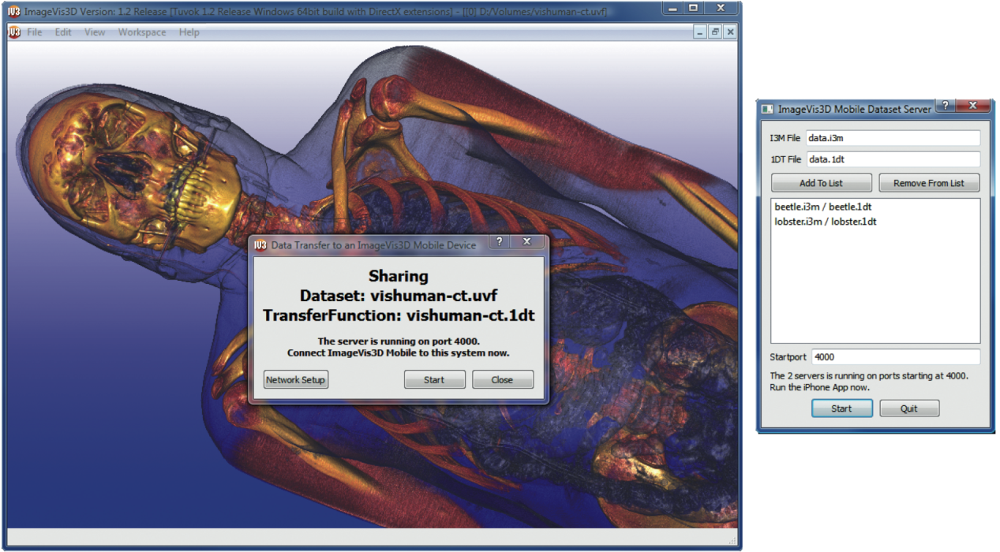 IV3 ImageVis3D Version: 1.2 Release [Tuvok 1.2 Release Windows 64bit build with DirectX extensions] - [[0] D:/Volumes/vishuman-ct.uvf]
IV3 File Edit View Workspace Help
IV3 Data Transfer to an ImageVis3D Mobile Device ?
Sharing
Dataset: vishuman-ct.uvf
TransferFunction: vishuman-ct.1dt
The server is running on port 4000.
Connect ImageVis3D Mobile to this system now.
Network Setup Start Close
ImageVis3D Mobile Dataset Server ?
I3M File data.i3m
1DT File data.1dt
Add To List Remove From List
beetle.i3m / beetle.1dt
lobster.i3m / lobster.1dt
Startport 4000
The 2 servers is running on ports starting at 4000.
Run the iPhone App now.
Start Quit